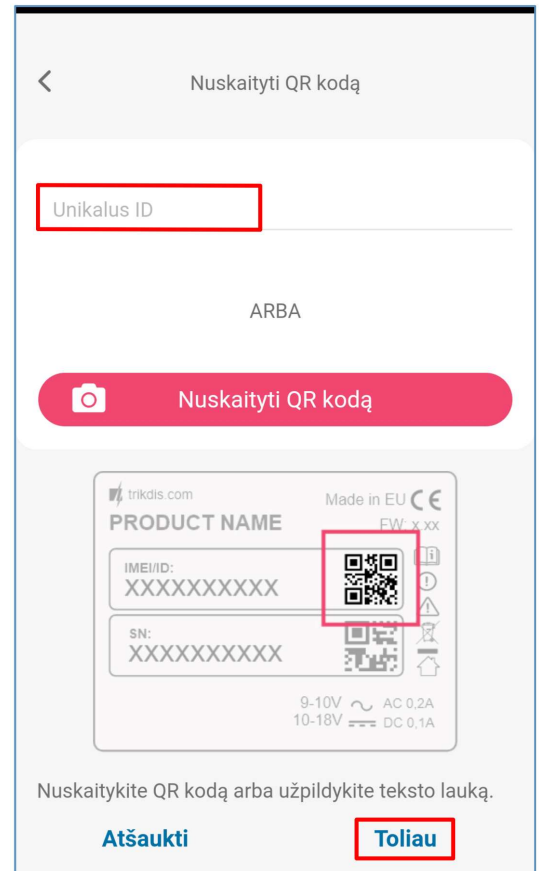 Nuskaityti QR kodą
Unikalus ID
ARBA
Nuskaityti QR kodą
trikdis.com
Made in EU CE
PRODUCT NAME
FW: x.xx
IMEI/ID:
XXXXXXXXXX
SN:
XXXXXXXXXX
9-10V AC 0,2A
10-18V DC 0,1A
Nuskaitykite QR kodą arba užpildykite teksto lauką.
Atšaukti
Toliau